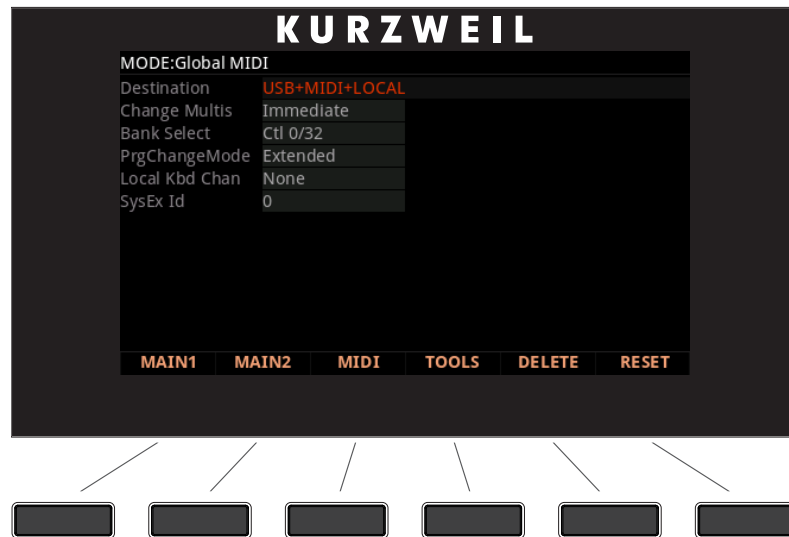 KURZWEIL
MODE:Global MIDI
Destination USB+MIDI+LOCAL
Change Multis Immediate
Bank Select Ctl 0/32
PrgChangeMode Extended
Local Kbd Chan None
SysEx Id 0
MAIN1 MAIN2 MIDI TOOLS DELETE RESET